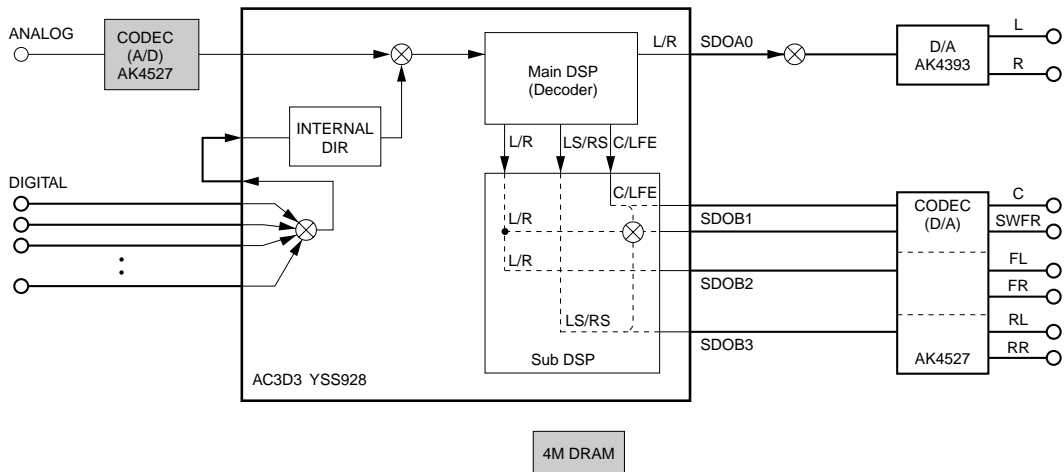 ANALOG
CODEC
(A/D)
AK4527
INTERNAL
DIR
Main DSP
(Decoder)
L/R
SDOA0
D/A
AK4393
L
R
L/R
LS/RS
C/LFE
DIGITAL
:
C/LFE
L/R
L/R
LS/RS
Sub DSP
SDOB1
SDOB2
SDOB3
CODEC
(D/A)
AK4527
C
SWFR
FL
FR
RL
RR
AC3D3 YSS928
4M DRAM